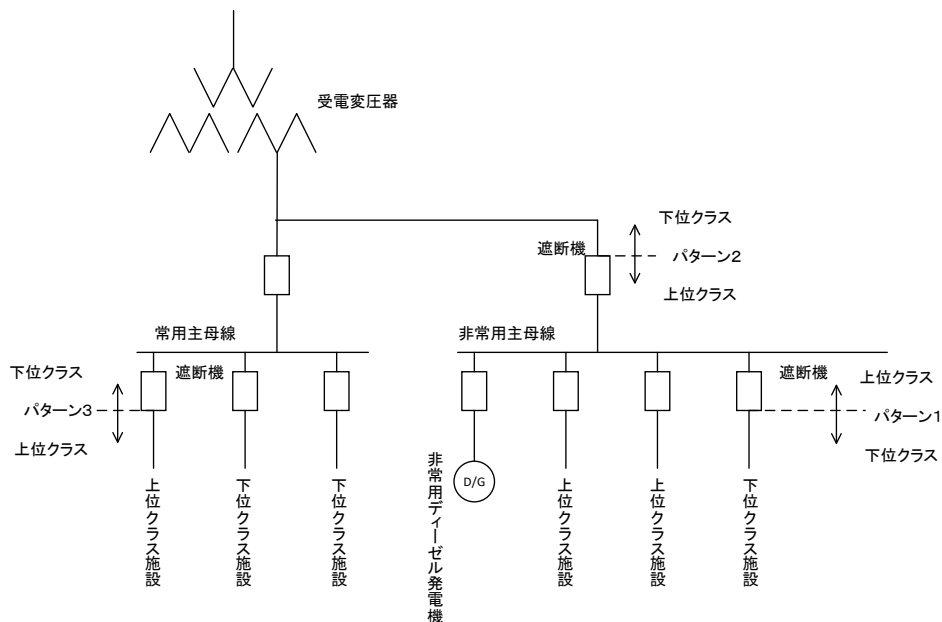 受電変圧器
下位クラス
遮断機
パターン2
上位クラス
常用主母線
非常用主母線
下位クラス
遮断機
パターン3
上位クラス
遮断機
上位クラス
パターン1
下位クラス
D/G
上位クラス施設
下位クラス施設
下位クラス施設
非常用ディーゼル発電機
上位クラス施設
上位クラス施設
下位クラス施設